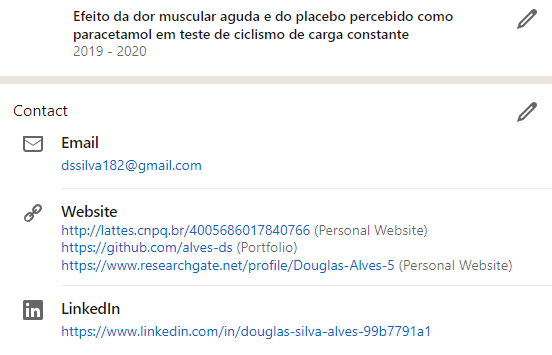 Efeito da dor muscular aguda e do placebo percebido como
paracetamol em teste de ciclismo de carga constante
2019 - 2020
Contact
Email
dssilva182@gmail.com
Website
http://lattes.cnpq.br/4005686017840766 (Personal Website)
https://github.com/alves-ds (Portfolio)
https://www.researchgate.net/profile/Douglas-Alves-5 (Personal Website)
LinkedIn
https://www.linkedin.com/in/douglas-silva-alves-99b7791a1